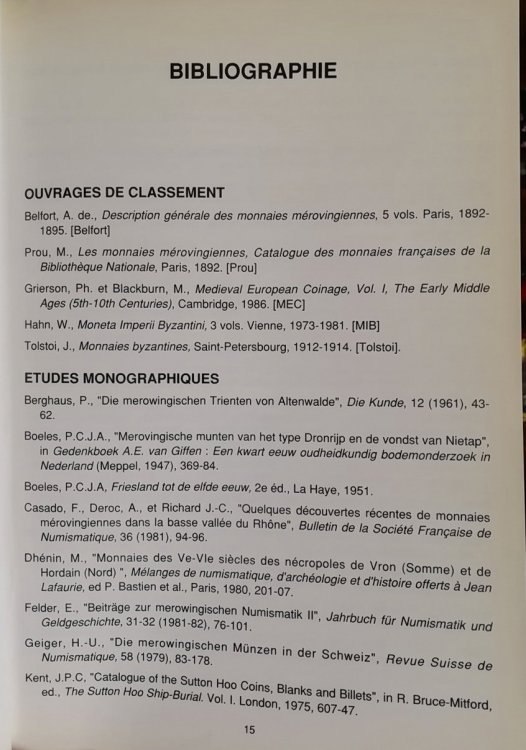 BIBLIOGRAPHIE
OUVRAGES DE CLASSEMENT
Belfort, A. de., Description générale des monnaies mérovingiennes, 5 vols. Paris, 1892-
1895. [Belfort]
Prou, M., Les monnaies mérovingiennes, Catalogue des monnaies françaises de la
Bibliothèque Nationale, Paris, 1892. [Prou]
Grierson, Ph. et Blackburn, M., Medieval European Coinage, Vol. I, The Early Middle
Ages (5th-10th Centuries), Cambridge, 1986. [MEC]
Hahn, W., Moneta Imperii Byzantini, 3 vols. Vienne, 1973-1981. [MIB]
Tolstoi, J., Monnaies byzantines, Saint-Petersbourg, 1912-1914. [Tolstoi].
ETUDES MONOGRAPHIQUES
Berghaus, P., "Die merowingischen Trienten von Altenwalde", Die Kunde, 12 (1961), 43-
62.
Boeles, P.C.J.A., "Merovingische munten van het type Dronrijp en de vondst van Nietap",
in Gedenkboek A.E. van Giffen : Een kwart eeuw oudheidkundig bodemonderzoek in
Nederland (Meppel, 1947), 369-84.
Boeles, P.C.J.A, Friesland tot de elfde eeuw, 2e éd., La Haye, 1951.
Casado, F., Deroc, A., et Richard J.-C., "Quelques découvertes récentes de monnaies
mérovingiennes dans la basse vallée du Rhône", Bulletin de la Société Française de
Numismatique, 36 (1981), 94-96.
Dhénin, M., "Monnaies des Ve-VIe siècles des nécropoles de Vron (Somme) et de
Hordain (Nord) ", Mélanges de numismatique, d'archéologie et d'histoire offerts à Jean
Lafaurie, ed P. Bastien et al., Paris, 1980, 201-07.
Felder, E., "Beiträge zur merowingischen Numismatik II", Jahrbuch für Numismatik und
Geldgeschichte, 31-32 (1981-82), 76-101.
Geiger, H.-U., "Die merowingischen Münzen in der Schweiz", Revue Suisse de
Numismatique, 58 (1979), 83-178.
Kent, J.P.C, "Catalogue of the Sutton Hoo Coins, Blanks and Billets", in R. Bruce-Mitford,
ed., The Sutton Hoo Ship-Burial. Vol. I. London, 1975, 607-47.
15